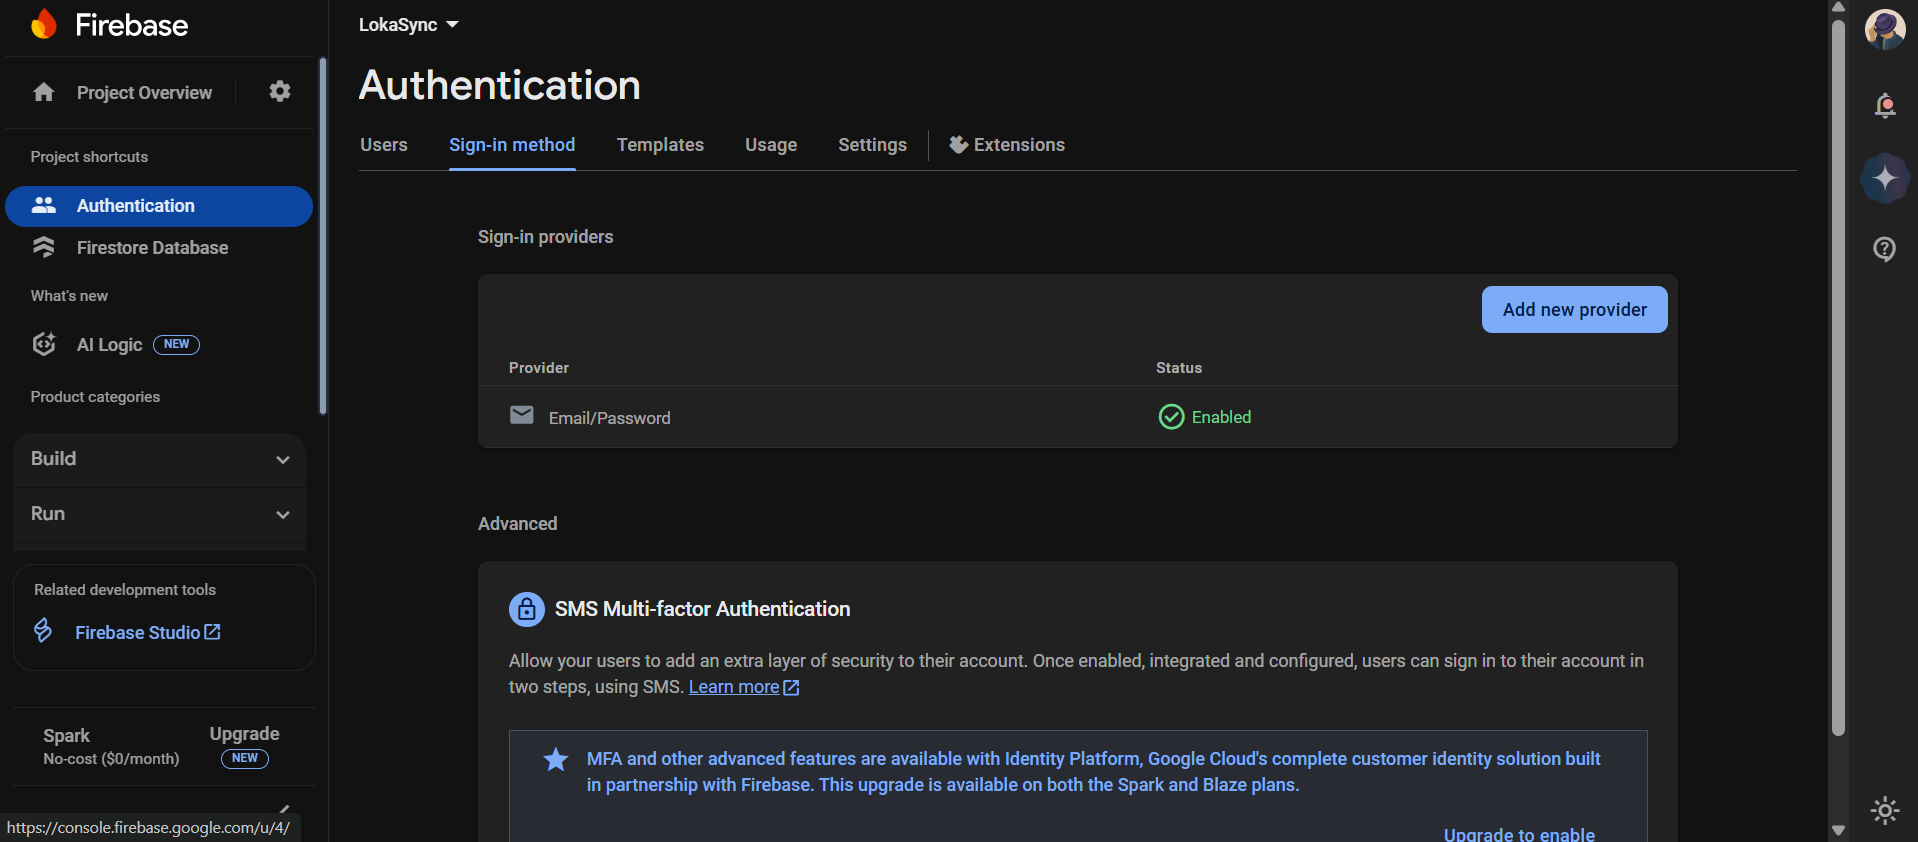 Firebase
Project Overview
Project shortcuts
Authentication
Firestore Database
What's new
AI Logic NEW
Product categories
Build
Run
Related development tools
Firebase Studio
Spark
No-cost ($0/month)
Upgrade
NEW
https://console.firebase.google.com/u/4/
LokaSync
Authentication
Users Sign-in method Templates Usage Settings Extensions
Sign-in providers
Add new provider
Provider Status
Email/Password Enabled
Advanced
SMS Multi-factor Authentication
Allow your users to add an extra layer of security to their account. Once enabled, integrated and configured, users can sign in to their account in
two steps, using SMS. Learn more
MFA and other advanced features are available with Identity Platform, Google Cloud's complete customer identity solution built
in partnership with Firebase. This upgrade is available on both the Spark and Blaze plans.
Upgrade to enable